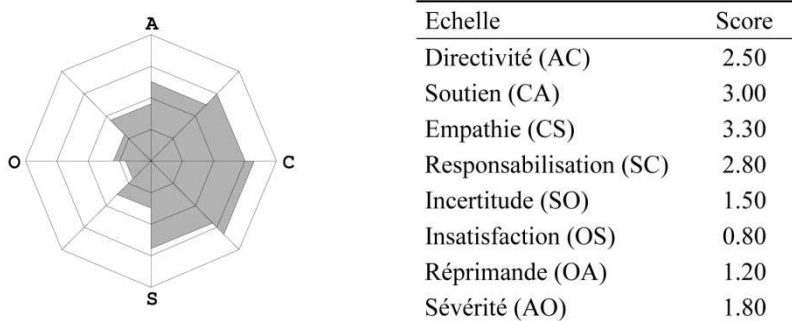 A
O
C
S
Echelle Score
Directivité (AC) 2.50
Soutien (CA) 3.00
Empathie (CS) 3.30
Responsabilisation (SC) 2.80
Incertitude (SO) 1.50
Insatisfaction (OS) 0.80
Réprimande (OA) 1.20
Sévérité (AO) 1.80